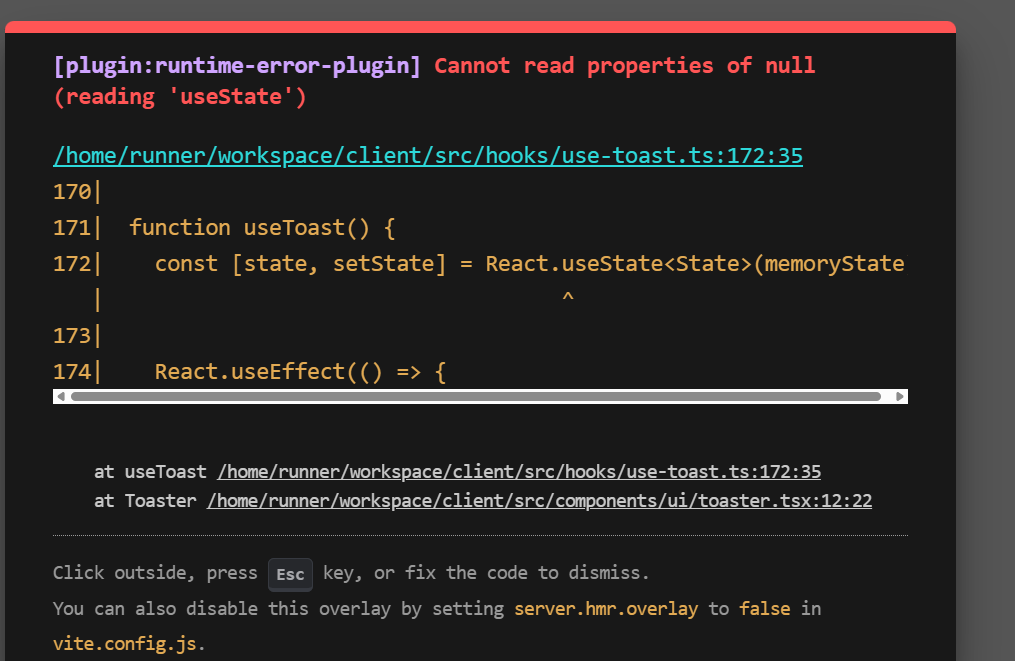 [plugin:runtime-error-plugin] Cannot read properties of null
(reading 'useState')
/home/runner/workspace/client/src/hooks/use-toast.ts:172:35
170|
171|  function useToast() {
172|    const [state, setState] = React.useState<State>(memoryState
   |                                    ^
173|
174|    React.useEffect(() => {
at useToast /home/runner/workspace/client/src/hooks/use-toast.ts:172:35
at Toaster /home/runner/workspace/client/src/components/ui/toaster.tsx:12:22
Click outside, press Esc key, or fix the code to dismiss.
You can also disable this overlay by setting server.hmr.overlay to false in
vite.config.js.